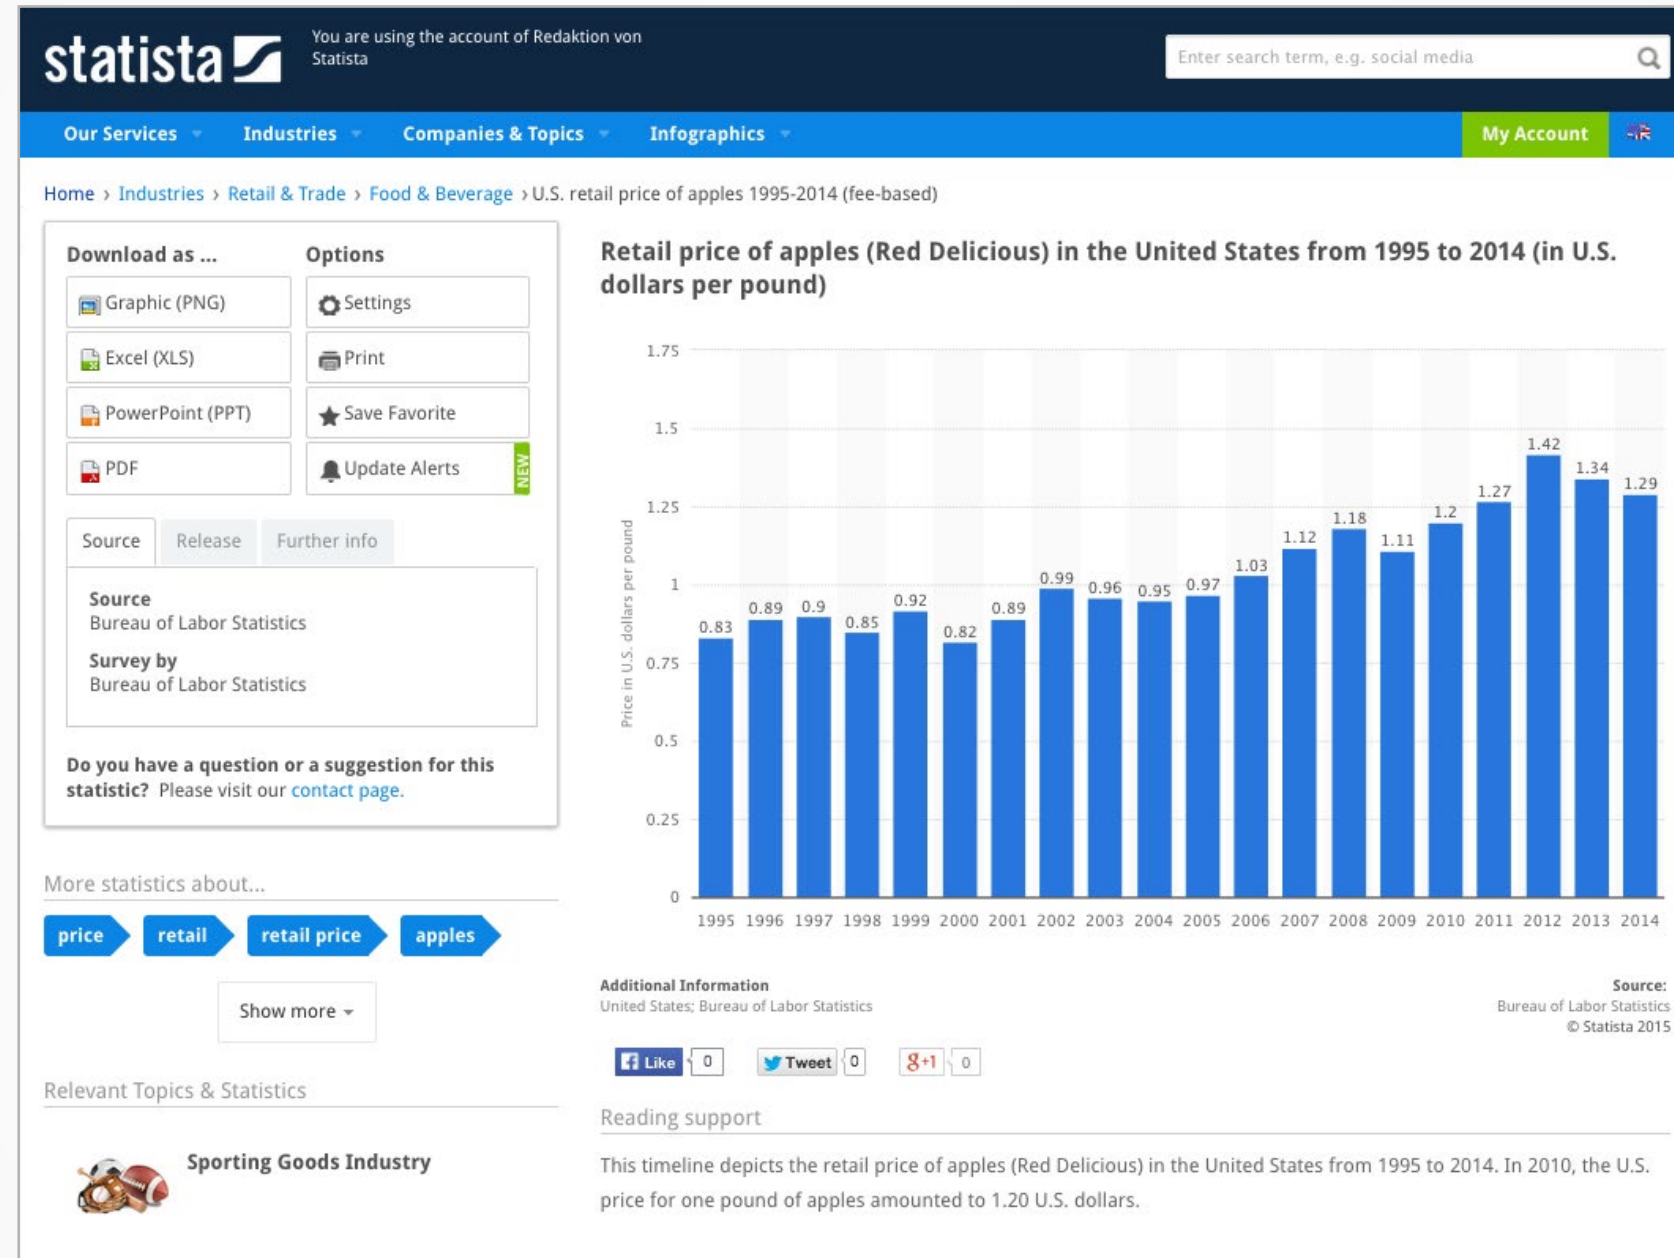 statista
You are using the account of Redaktion von
Statista
Enter search term, e.g. social media
Our Services
Industries
Companies & Topics
Infographics
My Account
Home › Industries › Retail & Trade › Food & Beverage › U.S. retail price of apples 1995-2014 (fee-based)
Download as ...
Options
Graphic (PNG)
Settings
Excel (XLS)
Print
PowerPoint (PPT)
Save Favorite
PDF
Update Alerts
NEW
Source
Release
Further info
Source
Bureau of Labor Statistics
Survey by
Bureau of Labor Statistics
Do you have a question or a suggestion for this
statistic? Please visit our contact page.
More statistics about...
price
retail
retail price
apples
Show more
Relevant Topics & Statistics
Sporting Goods Industry
Retail price of apples (Red Delicious) in the United States from 1995 to 2014 (in U.S.
dollars per pound)
Price in U.S. dollars per pound
1.75
1.5
1.25
1
0.75
0.5
0.25
0
0.83
0.89
0.9
0.85
0.92
0.82
0.89
0.99
0.96
0.95
0.97
1.03
1.12
1.18
1.11
1.2
1.27
1.42
1.34
1.29
1995 1996 1997 1998 1999 2000 2001 2002 2003 2004 2005 2006 2007 2008 2009 2010 2011 2012 2013 2014
Additional Information
United States; Bureau of Labor Statistics
Source:
Bureau of Labor Statistics
© Statista 2015
Like 0
Tweet 0
g+1 0
Reading support
This timeline depicts the retail price of apples (Red Delicious) in the United States from 1995 to 2014. In 2010, the U.S.
price for one pound of apples amounted to 1.20 U.S. dollars.